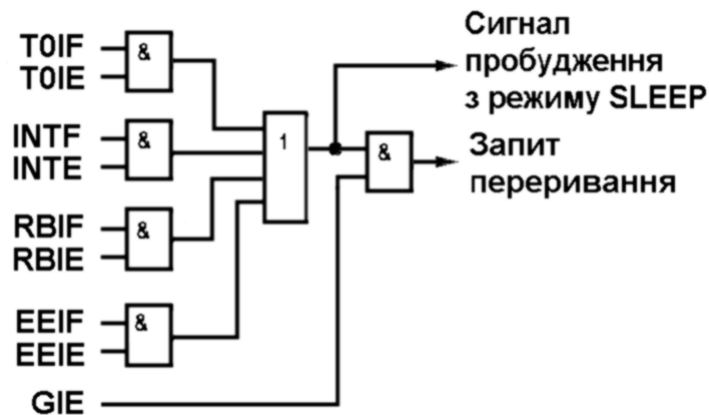 T0IF
T0IE
&
INTF
INTE
&
RBIF
RBIE
&
EEIF
EEIE
&
GIE
1
&
Сигнал
пробудження
з режиму SLEEP
Запит
переривання